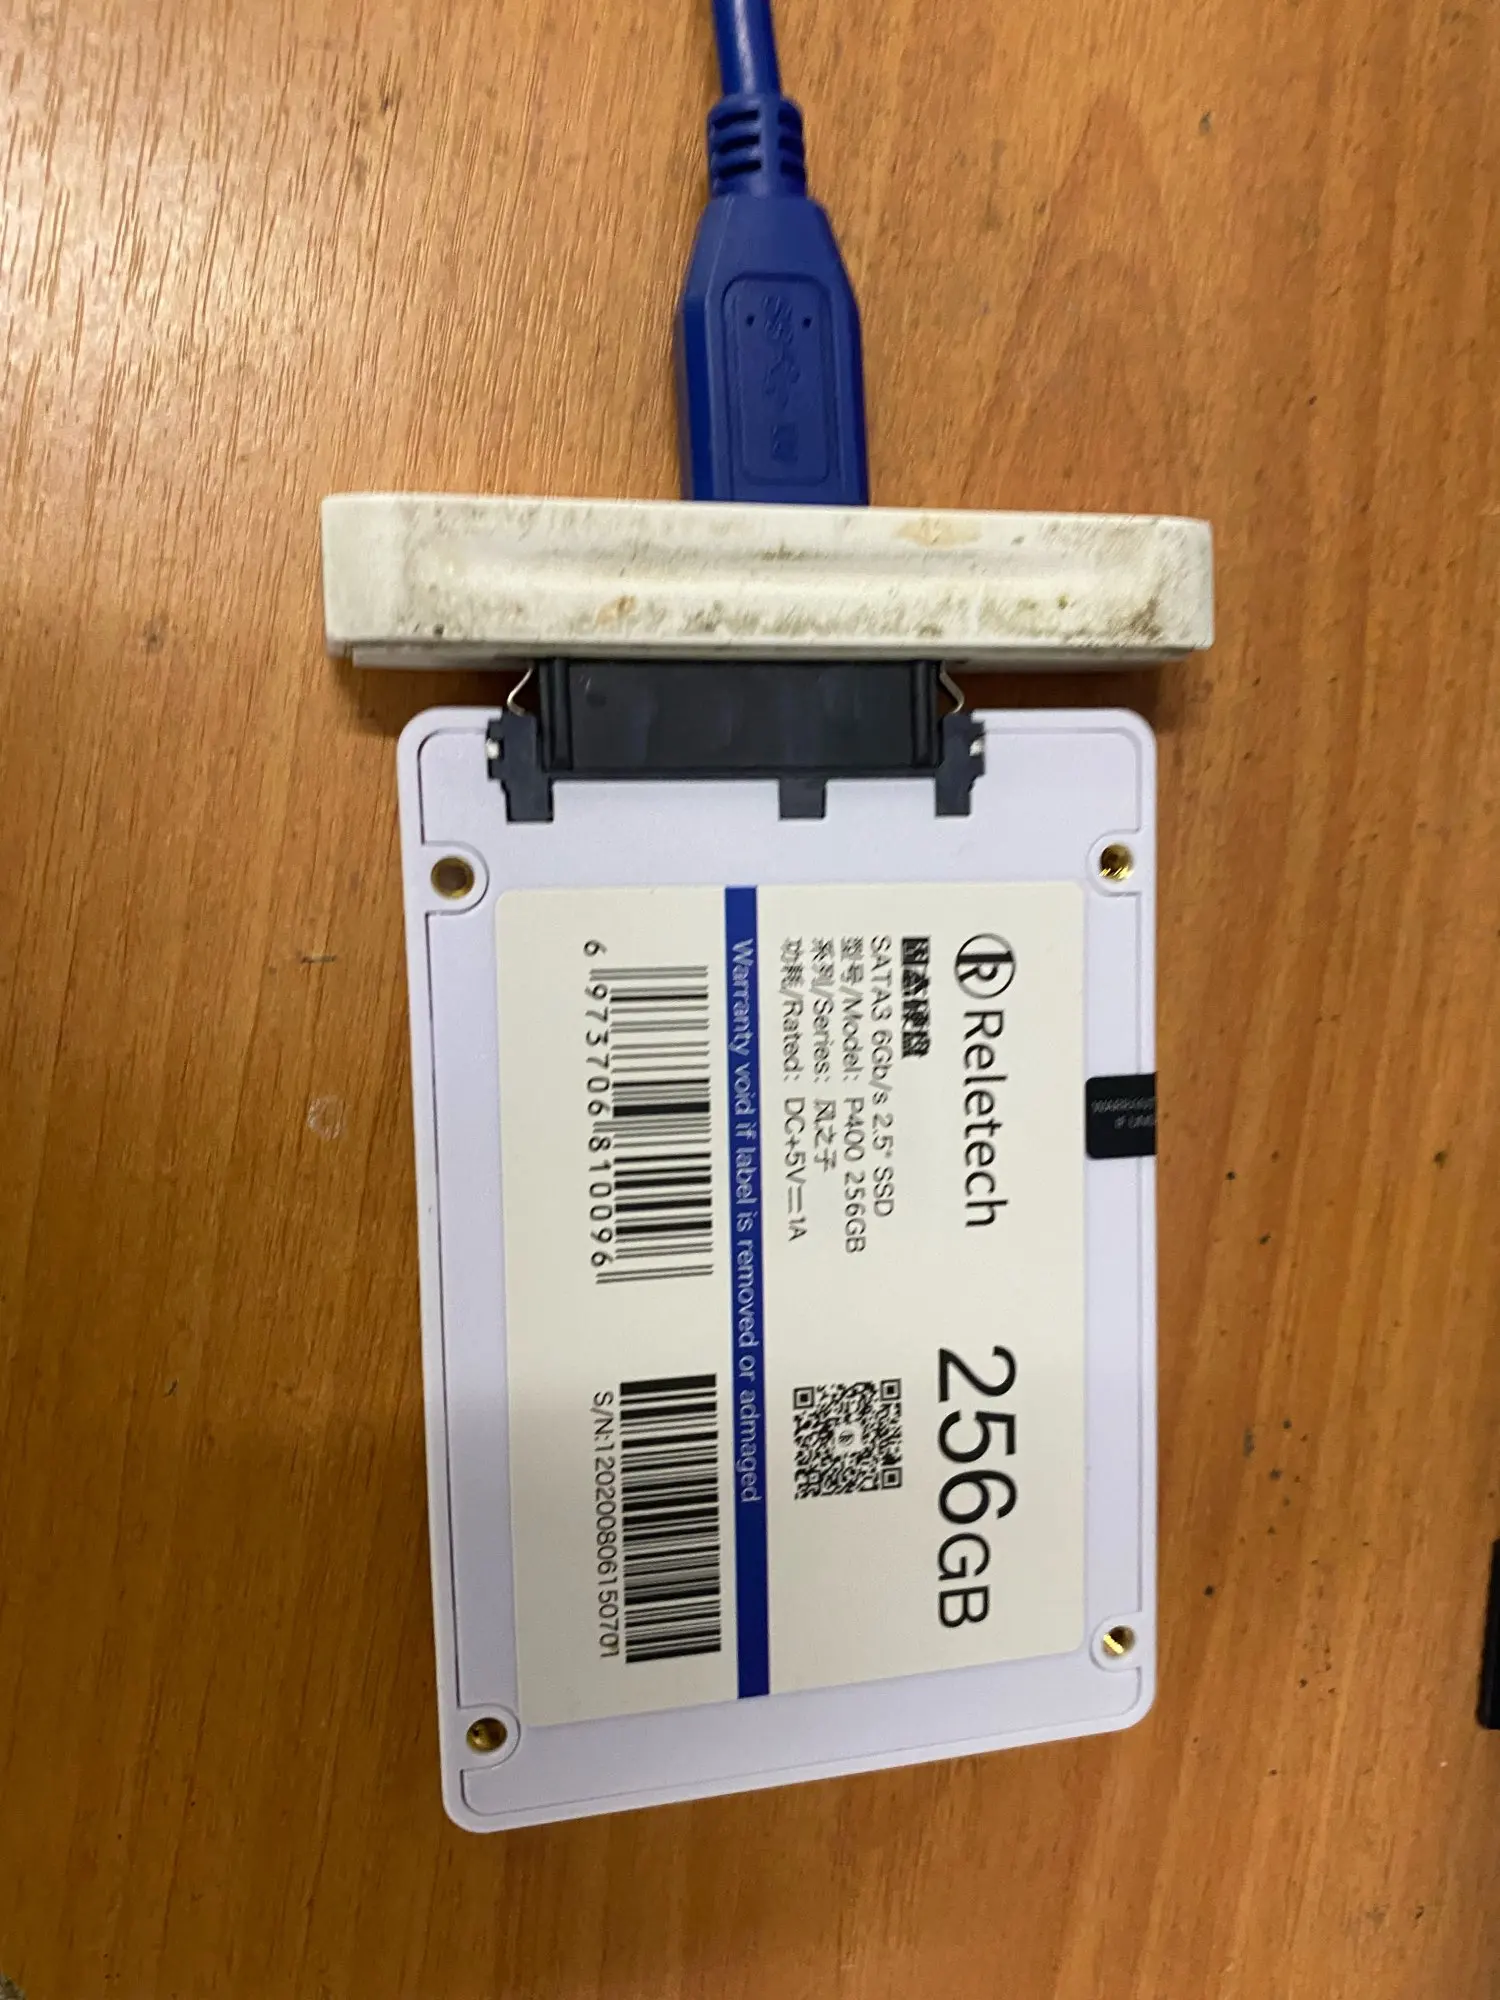 Reletech
256GB
固态硬盘
SATA3 6Gb/s 2.5" SSD
型号/Model: P400 256GB
系列/Series: 风之子
功耗/Rated: DC+5V⎓1A
Warranty void if label is removed or admaged
6 973706 810096
S/N:120200806150701